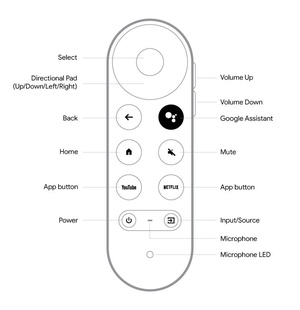 Select
Directional Pad
(Up/Down/Left/Right)
Volume Up
Volume Down
Back
Google Assistant
Home
Mute
App button
YouTube
NETFLIX
App button
Power
Input/Source
Microphone
Microphone LED